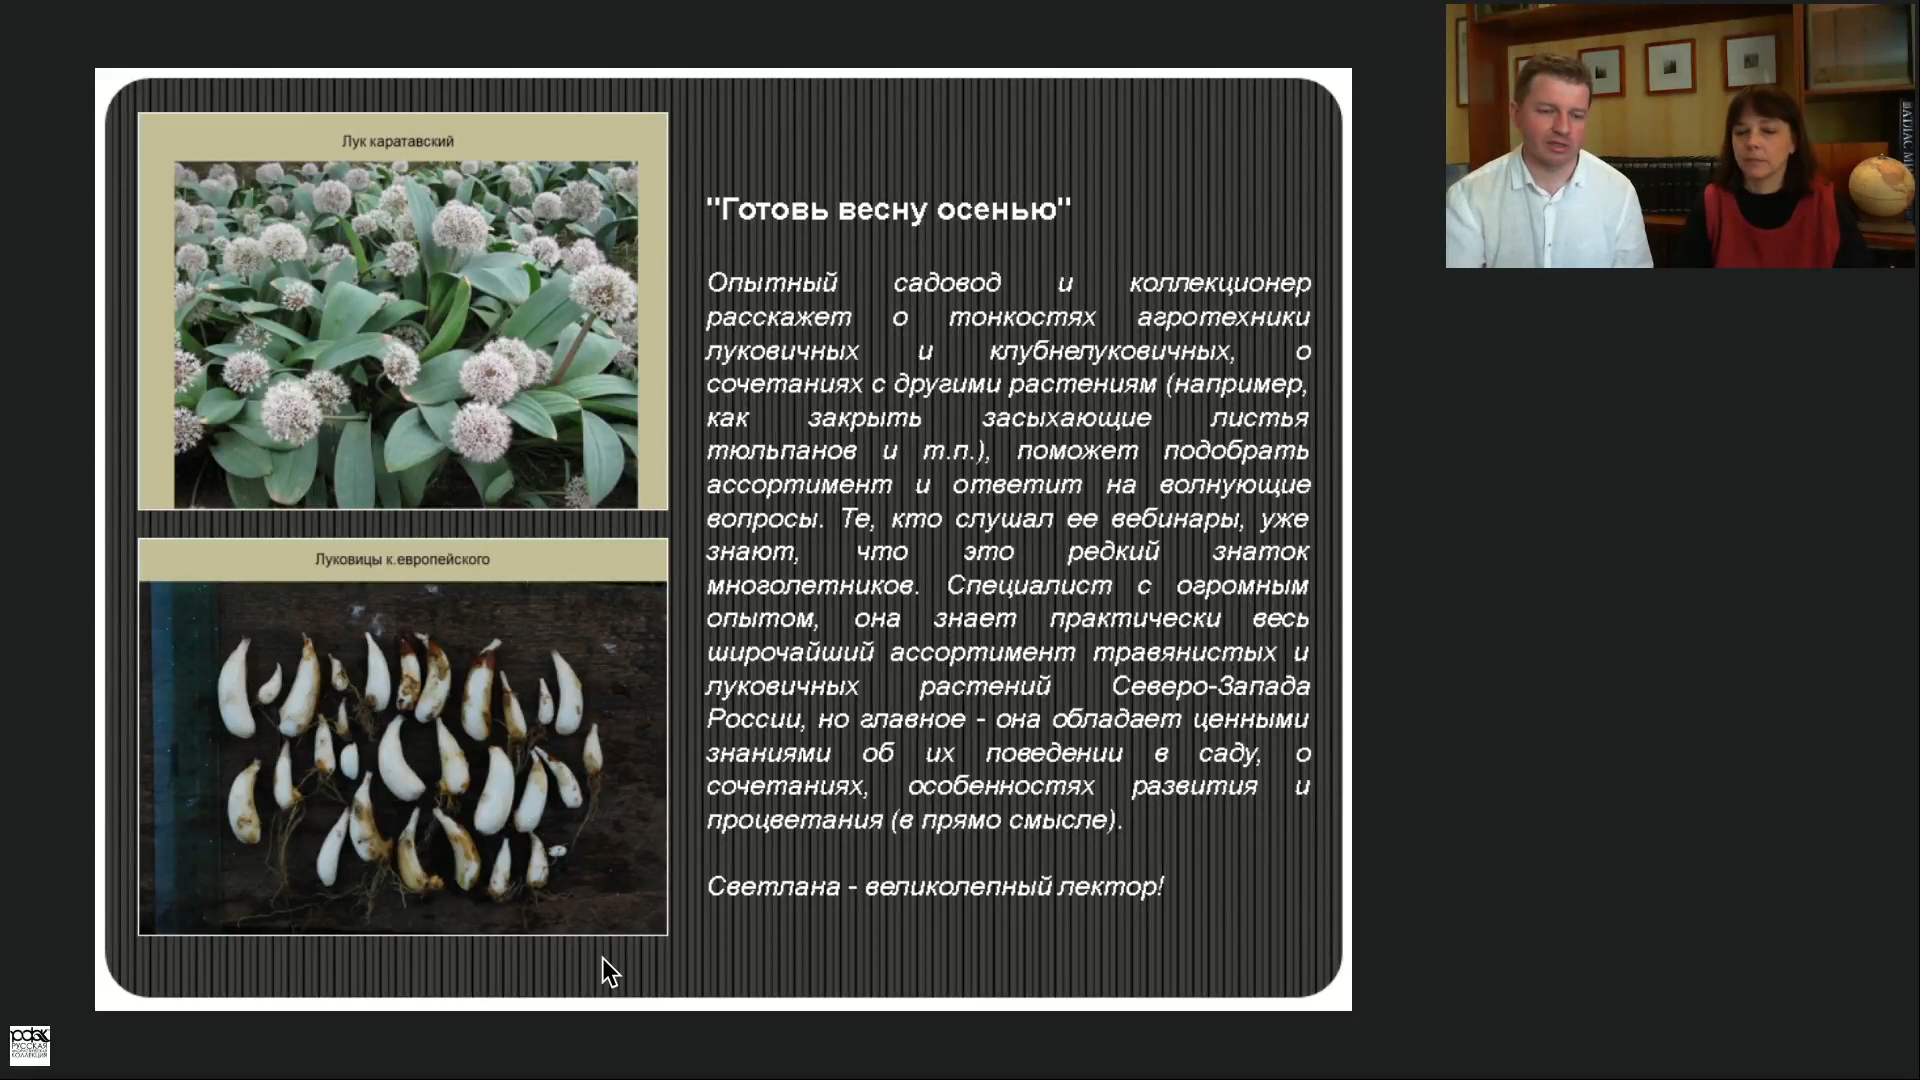 Лук каратавский
Луковицы к.европейского
"Готовь весну осенью"
Опытный садовод и коллекционер
расскажет о тонкостях агротехники
луковичных и клубнелуковичных, о
сочетаниях с другими растениям (например,
как закрыть засыхающие листья
тюльпанов и т.п.), поможет подобрать
ассортимент и ответит на волнующие
вопросы. Те, кто слушал ее вебинары, уже
знают, что это редкий знаток
многолетников. Специалист с огромным
опытом, она знает практически весь
широчайший ассортимент травянистых и
луковичных растений Северо-Запада
России, но главное - она обладает ценными
знаниями об их поведении в саду, о
сочетаниях, особенностях развития и
процветания (в прямо смысле).
Светлана - великолепный лектор!
АТЛАС
РУССКАЯ
КОЛЛЕКЦИЯ